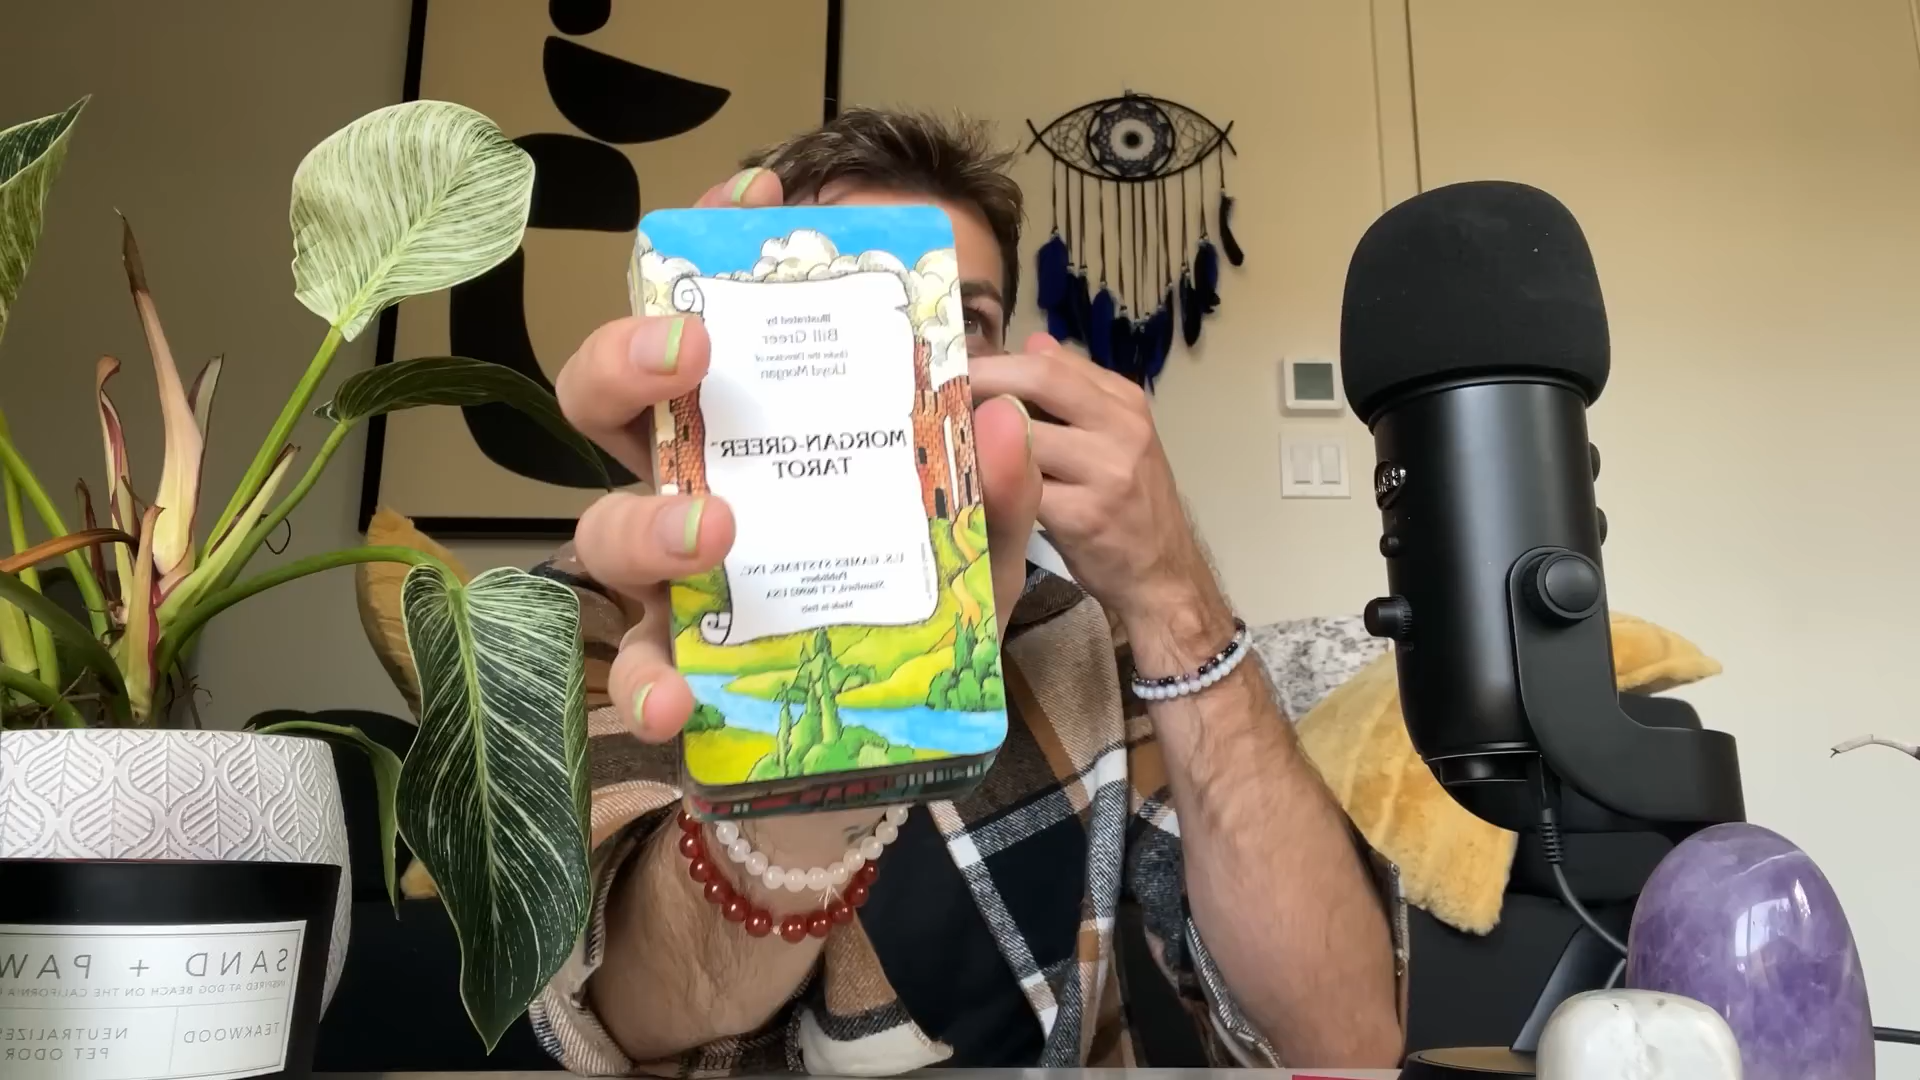 Illustrated by
Bill Greer
Under the Direction of
Lloyd Morgan
MORGAN-GREER™
TAROT
U.S. GAMES SYSTEMS, INC.
Publishers
Stamford, CT 06902 USA
Made in Italy
SAND + PAW
INSPIRED AT DOG BEACH ON THE CALIFORNIA
TEAKWOOD
NEUTRALIZES
PET ODOR